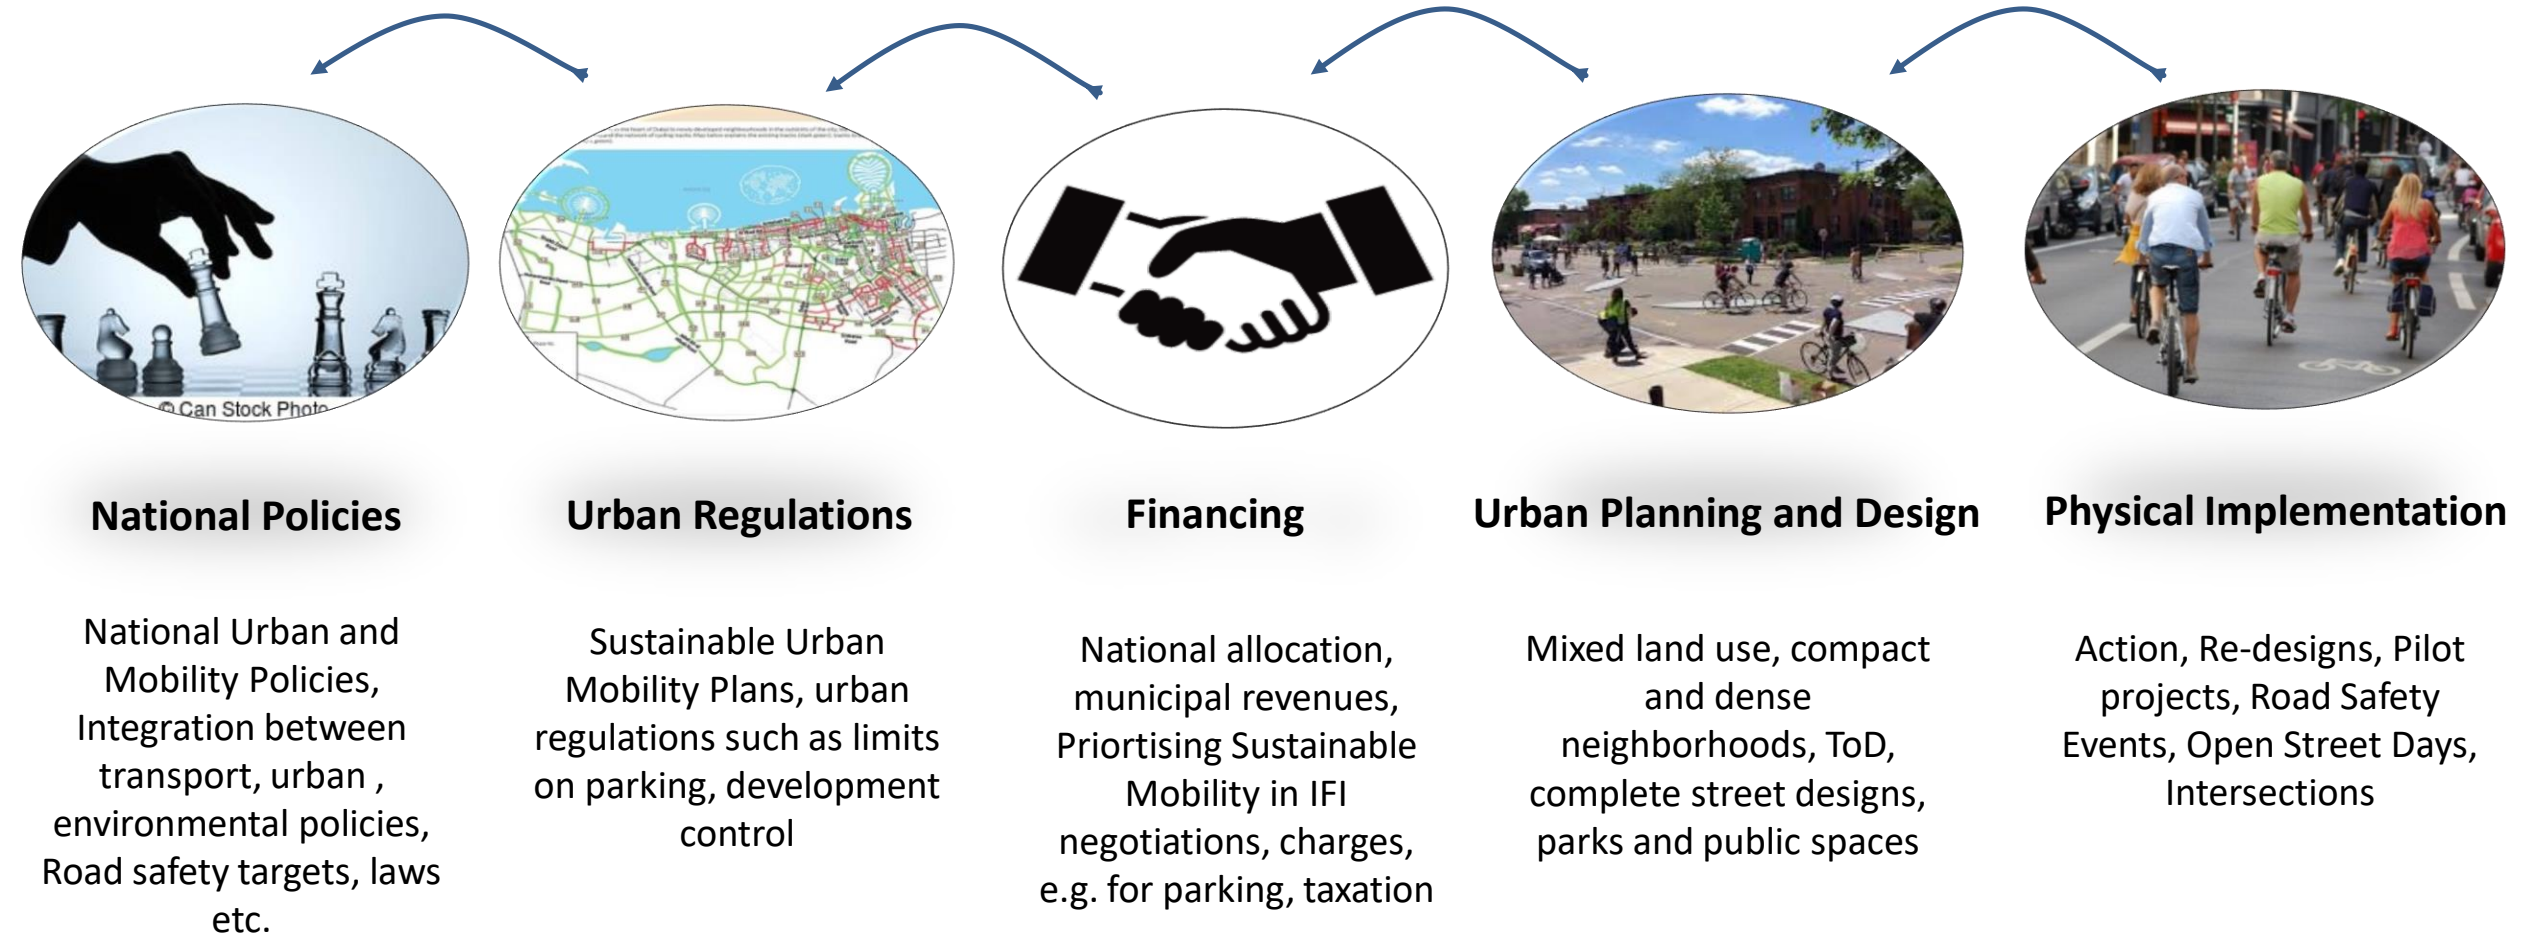 © Can Stock Photo
National Policies
National Urban and
Mobility Policies,
Integration between
transport, urban ,
environmental policies,
Road safety targets, laws
etc.
Urban Regulations
Sustainable Urban
Mobility Plans, urban
regulations such as limits
on parking, development
control
Financing
National allocation,
municipal revenues,
Priortising Sustainable
Mobility in IFI
negotiations, charges,
e.g. for parking, taxation
Urban Planning and Design
Mixed land use, compact
and dense
neighborhoods, ToD,
complete street designs,
parks and public spaces
Physical Implementation
Action, Re-designs, Pilot
projects, Road Safety
Events, Open Street Days,
Intersections